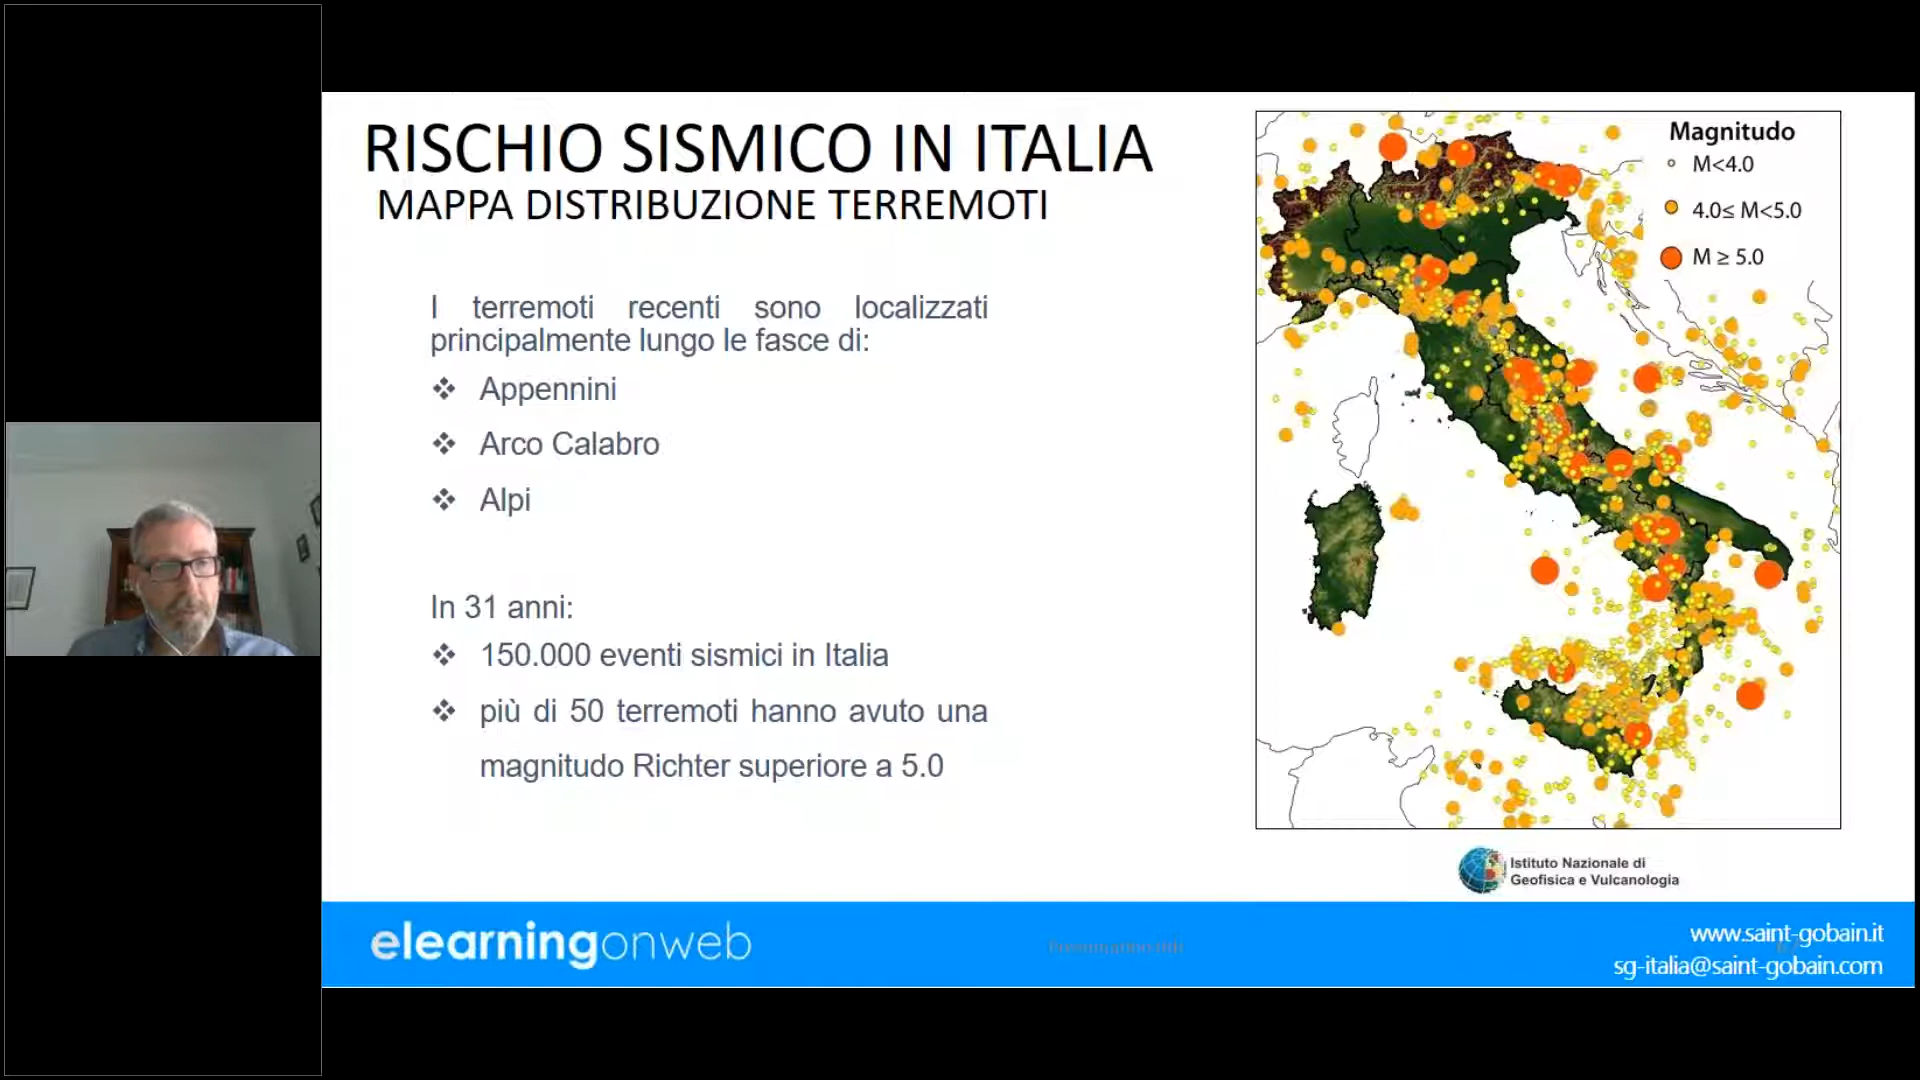 RISCHIO SISMICO IN ITALIA
MAPPA DISTRIBUZIONE TERREMOTI
I terremoti recenti sono localizzati
principalmente lungo le fasce di:
❖ Appennini
❖ Arco Calabro
❖ Alpi
In 31 anni:
❖ 150.000 eventi sismici in Italia
❖ più di 50 terremoti hanno avuto una
magnitudo Richter superiore a 5.0
Magnitudo
M<4.0
4.0≤ M<5.0
M ≥ 5.0
Istituto Nazionale di
Geofisica e Vulcanologia
elearningonweb
www.saint-gobain.it
sg-italia@saint-gobain.com